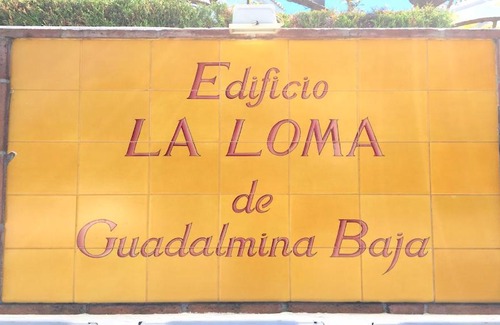 Edificio
LA LOMA
de
Guadalmina Baja